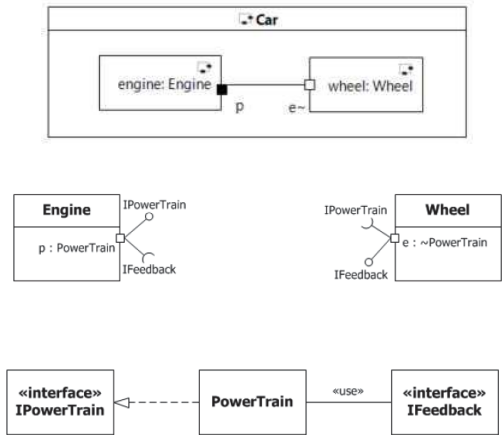 Car
engine: Engine
wheel: Wheel
p
e~
Engine
IPowerTrain
p : PowerTrain
IFeedback
IPowerTrain
Wheel
e : ~PowerTrain
IFeedback
«interface»
IPowerTrain
PowerTrain
«use»
«interface»
IFeedback